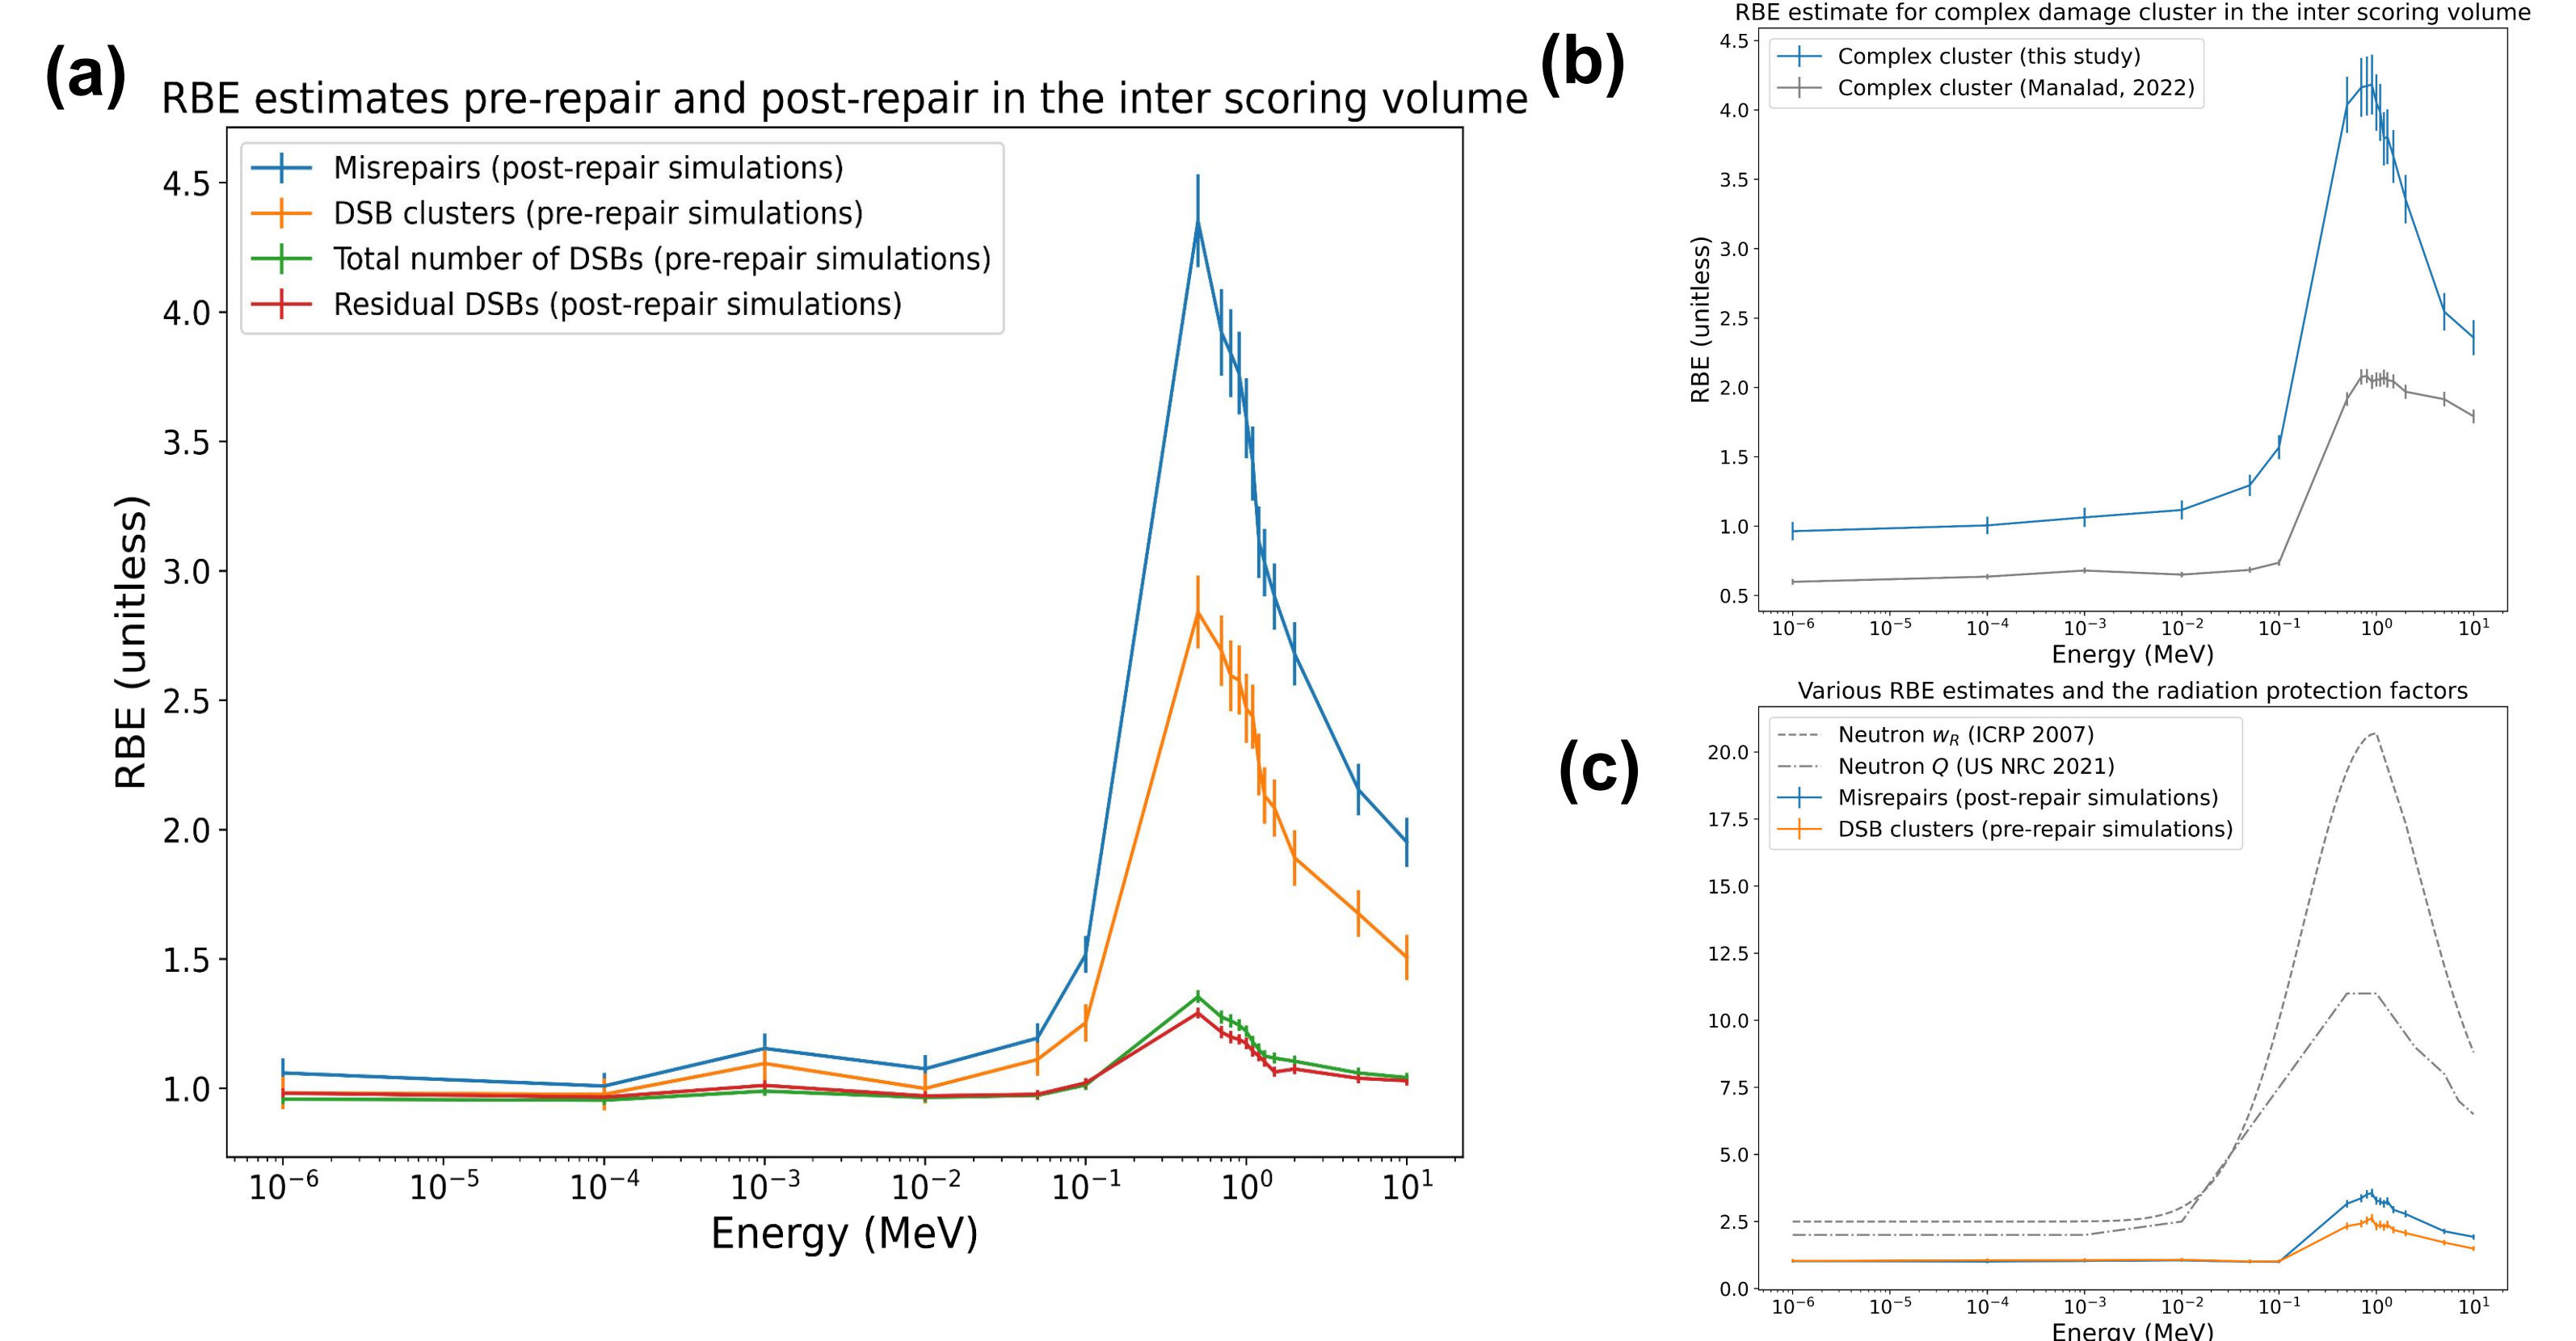 (a)
RBE estimates pre-repair and post-repair in the inter scoring volume
Misrepairs (post-repair simulations)
DSB clusters (pre-repair simulations)
Total number of DSBs (pre-repair simulations)
Residual DSBs (post-repair simulations)
RBE (unitless)
4.5
4.0
3.5
3.0
2.5
2.0
1.5
1.0
10⁻⁶ 10⁻⁵ 10⁻⁴ 10⁻³ 10⁻² 10⁻¹ 10⁰ 10¹
Energy (MeV)
(b)
RBE estimate for complex damage cluster in the inter scoring volume
Complex cluster (this study)
Complex cluster (Manalad, 2022)
RBE (unitless)
4.5
4.0
3.5
3.0
2.5
2.0
1.5
1.0
0.5
10⁻⁶ 10⁻⁵ 10⁻⁴ 10⁻³ 10⁻² 10⁻¹ 10⁰ 10¹
Energy (MeV)
(c)
Various RBE estimates and the radiation protection factors
Neutron w_R (ICRP 2007)
Neutron Q (US NRC 2021)
Misrepairs (post-repair simulations)
DSB clusters (pre-repair simulations)
20.0
17.5
15.0
12.5
10.0
7.5
5.0
2.5
0.0
10⁻⁶ 10⁻⁵ 10⁻⁴ 10⁻³ 10⁻² 10⁻¹ 10⁰ 10¹
Energy (MeV)